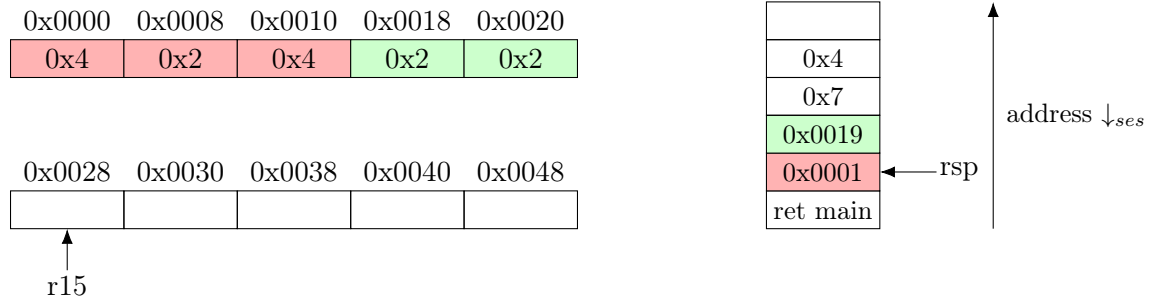 0x0000 0x0008 0x0010 0x0018 0x0020
0x4 0x2 0x4 0x2 0x2
0x0028 0x0030 0x0038 0x0040 0x0048
r15
0x4
0x7
0x0019
0x0001
ret main
rsp
address ↓ses